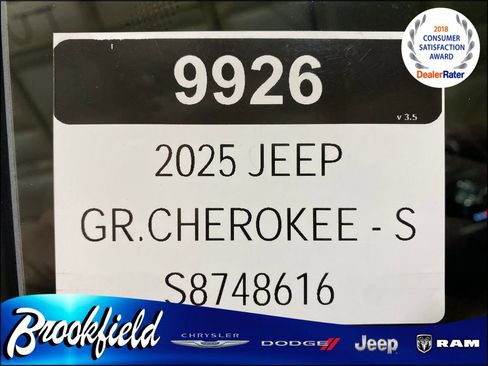 2018
CONSUMER
SATISFACTION
AWARD
DealerRater
9926
v 3.5
2025 JEEP
GR.CHEROKEE - S
S8748616
Brookfield
CHRYSLER
DODGE
Jeep
RAM